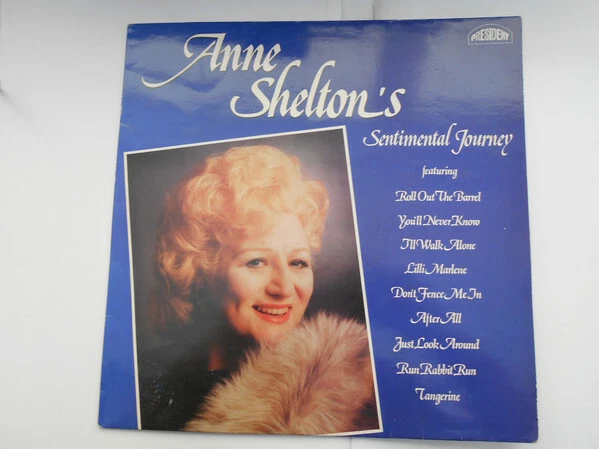 PRESIDENT
Anne
Shelton's
Sentimental Journey
featuring
Roll Out The Barrel
You'll Never Know
I'll Walk Alone
Lilli Marlene
Don't Fence Me In
After All
Just Look Around
Run Rabbit Run
Tangerine